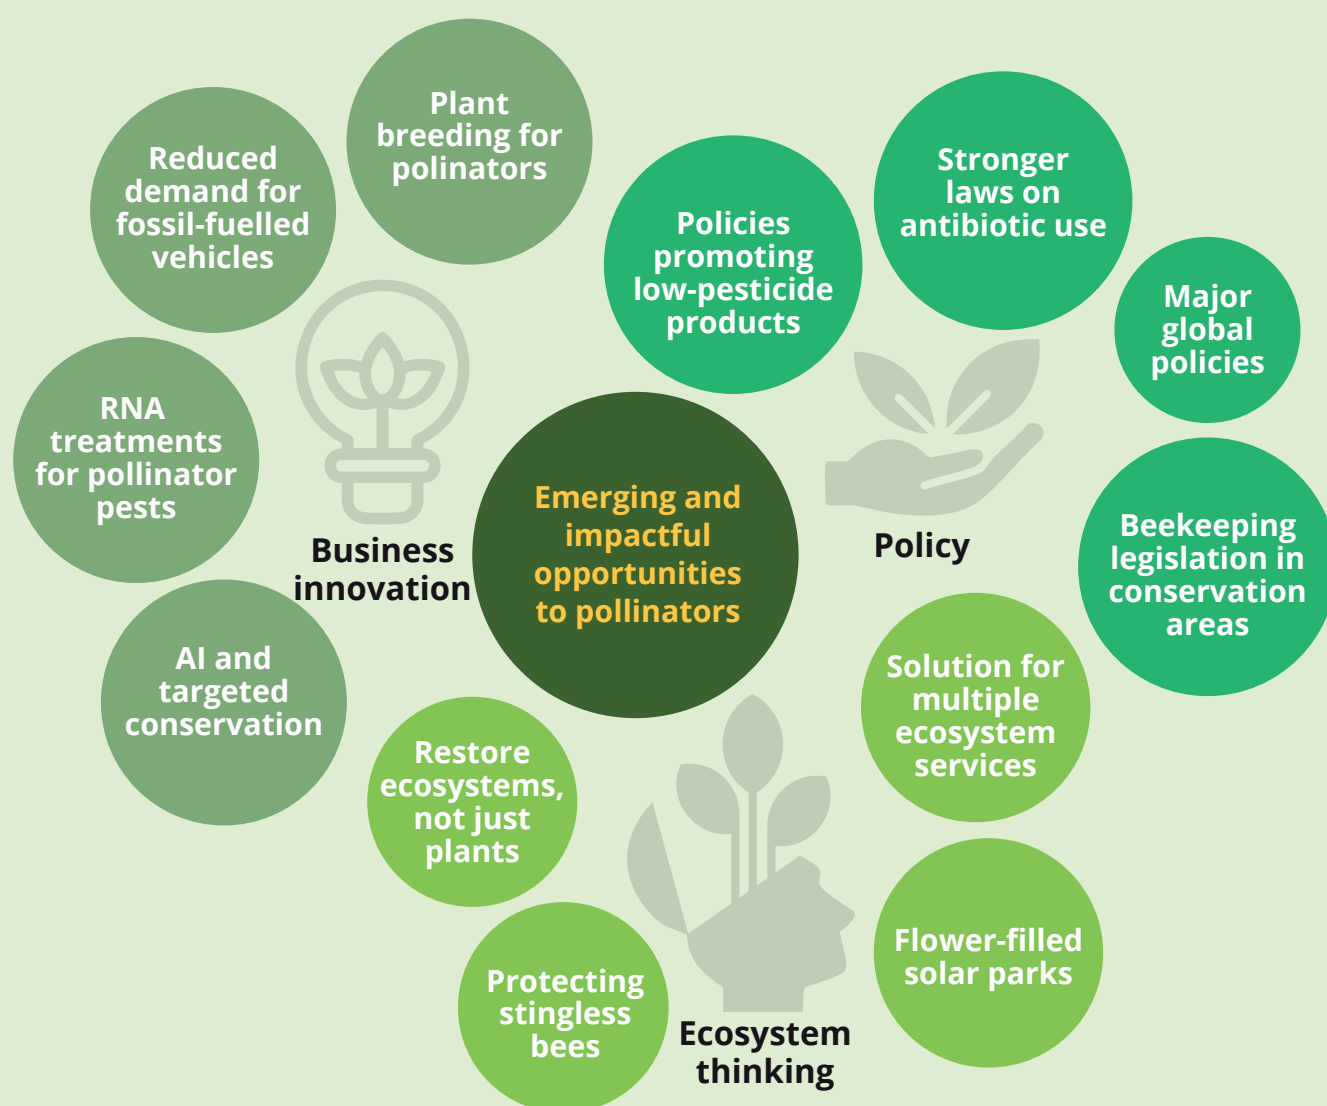 Plant
breeding for
polinators
Reduced
demand for
fossil-fuelled
vehicles
RNA
treatments
for pollinator
pests
AI and
targeted
conservation
Business
innovation
Emerging and
impactful
opportunities
to pollinators
Policies
promoting
low-pesticide
products
Stronger
laws on
antibiotic use
Major
global
policies
Beekeeping
legislation in
conservation
areas
Policy
Solution for
multiple
ecosystem
services
Flower-filled
solar parks
Restore
ecosystems,
not just
plants
Protecting
stingless
bees
Ecosystem
thinking